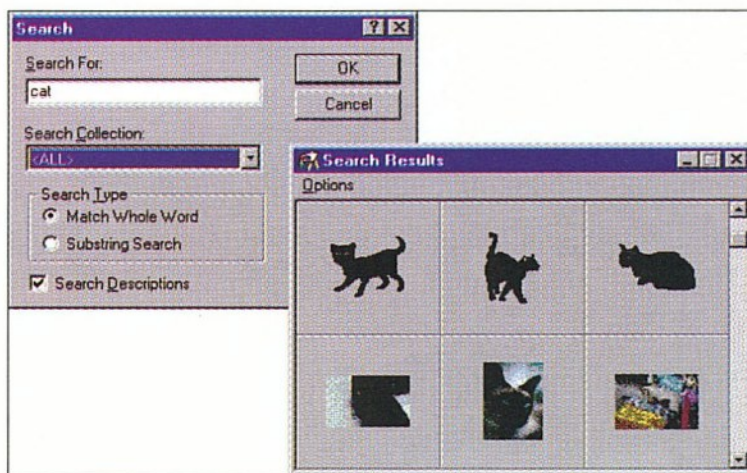 Search
Search For:
cat
OK
Cancel
Search Collection:
<ALL>
Search Type
Match Whole Word
Substring Search
Search Descriptions
Search Results
Options